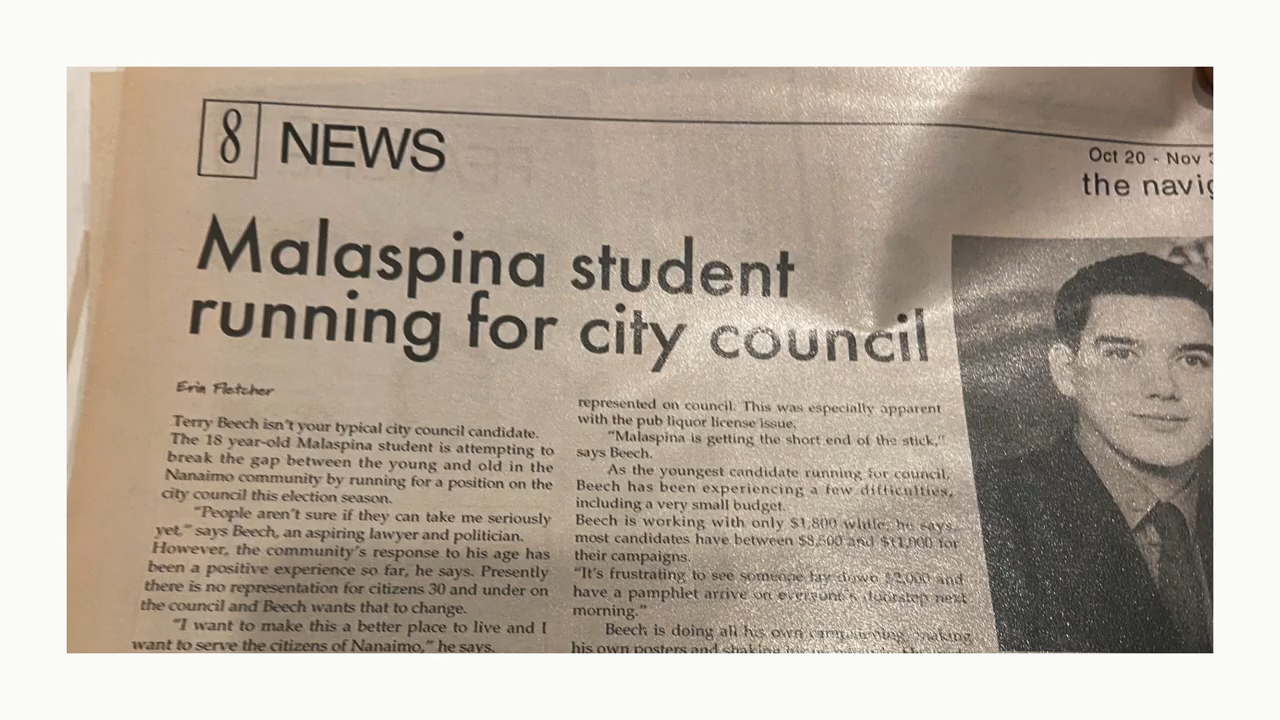 8 NEWS
Oct 20 - Nov
the navig
Malaspina student
running for city council
Erin Fletcher
Terry Beech isn't your typical city council candidate.
The 18 year-old Malaspina student is attempting to
break the gap between the young and old in the
Nanaimo community by running for a position on the
city council this election season.
"People aren't sure if they can take me seriously
yet," says Beech, an aspiring lawyer and politician.
However, the community's response to his age has
been a positive experience so far, he says. Presently
there is no representation for citizens 30 and under on
the council and Beech wants that to change.
"I want to make this a better place to live and I
want to serve the citizens of Nanaimo," he says.
represented on council. This was especially apparent
with the pub liquor license issue.
"Malaspina is getting the short end of the stick,"
says Beech.
As the youngest candidate running for council,
Beech has been experiencing a few difficulties,
including a very small budget.
Beech is working with only $1,800 while, he says,
most candidates have between $8,500 and $11,000 for
their campaigns.
"It's frustrating to see someone lay down $2,000 and
have a pamphlet arrive on everyone's doorstep next
morning."
Beech is doing all his own campaigning, making
his own posters and shaking